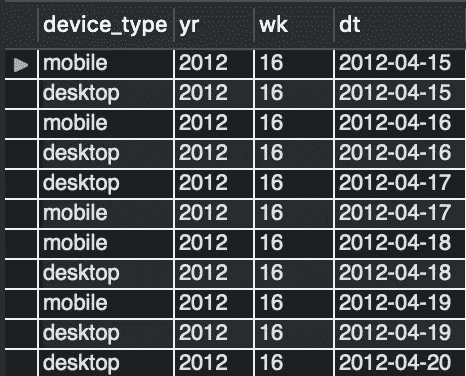 device_type yr wk dt
mobile 2012 16 2012-04-15
desktop 2012 16 2012-04-15
mobile 2012 16 2012-04-16
desktop 2012 16 2012-04-16
desktop 2012 16 2012-04-17
mobile 2012 16 2012-04-17
mobile 2012 16 2012-04-18
desktop 2012 16 2012-04-18
mobile 2012 16 2012-04-19
desktop 2012 16 2012-04-19
desktop 2012 16 2012-04-20